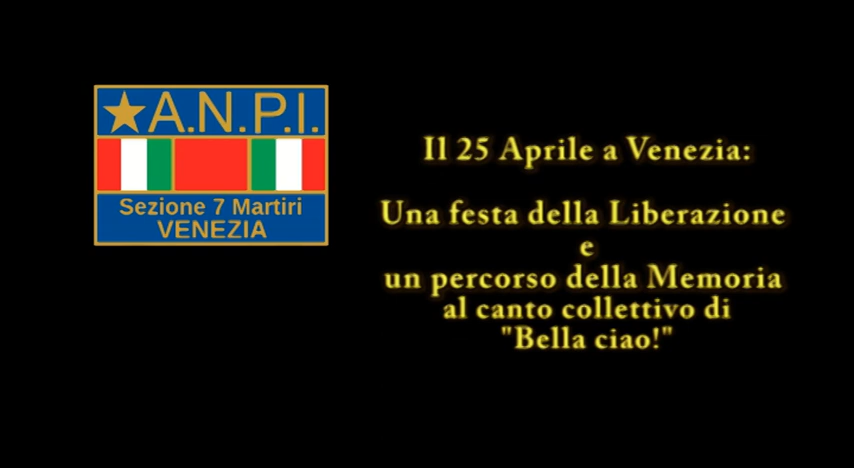 A.N.P.I.
Sezione 7 Martiri
VENEZIA
Il 25 Aprile a Venezia:
Una festa della Liberazione
e
un percorso della Memoria
al canto collettivo di
"Bella ciao!"